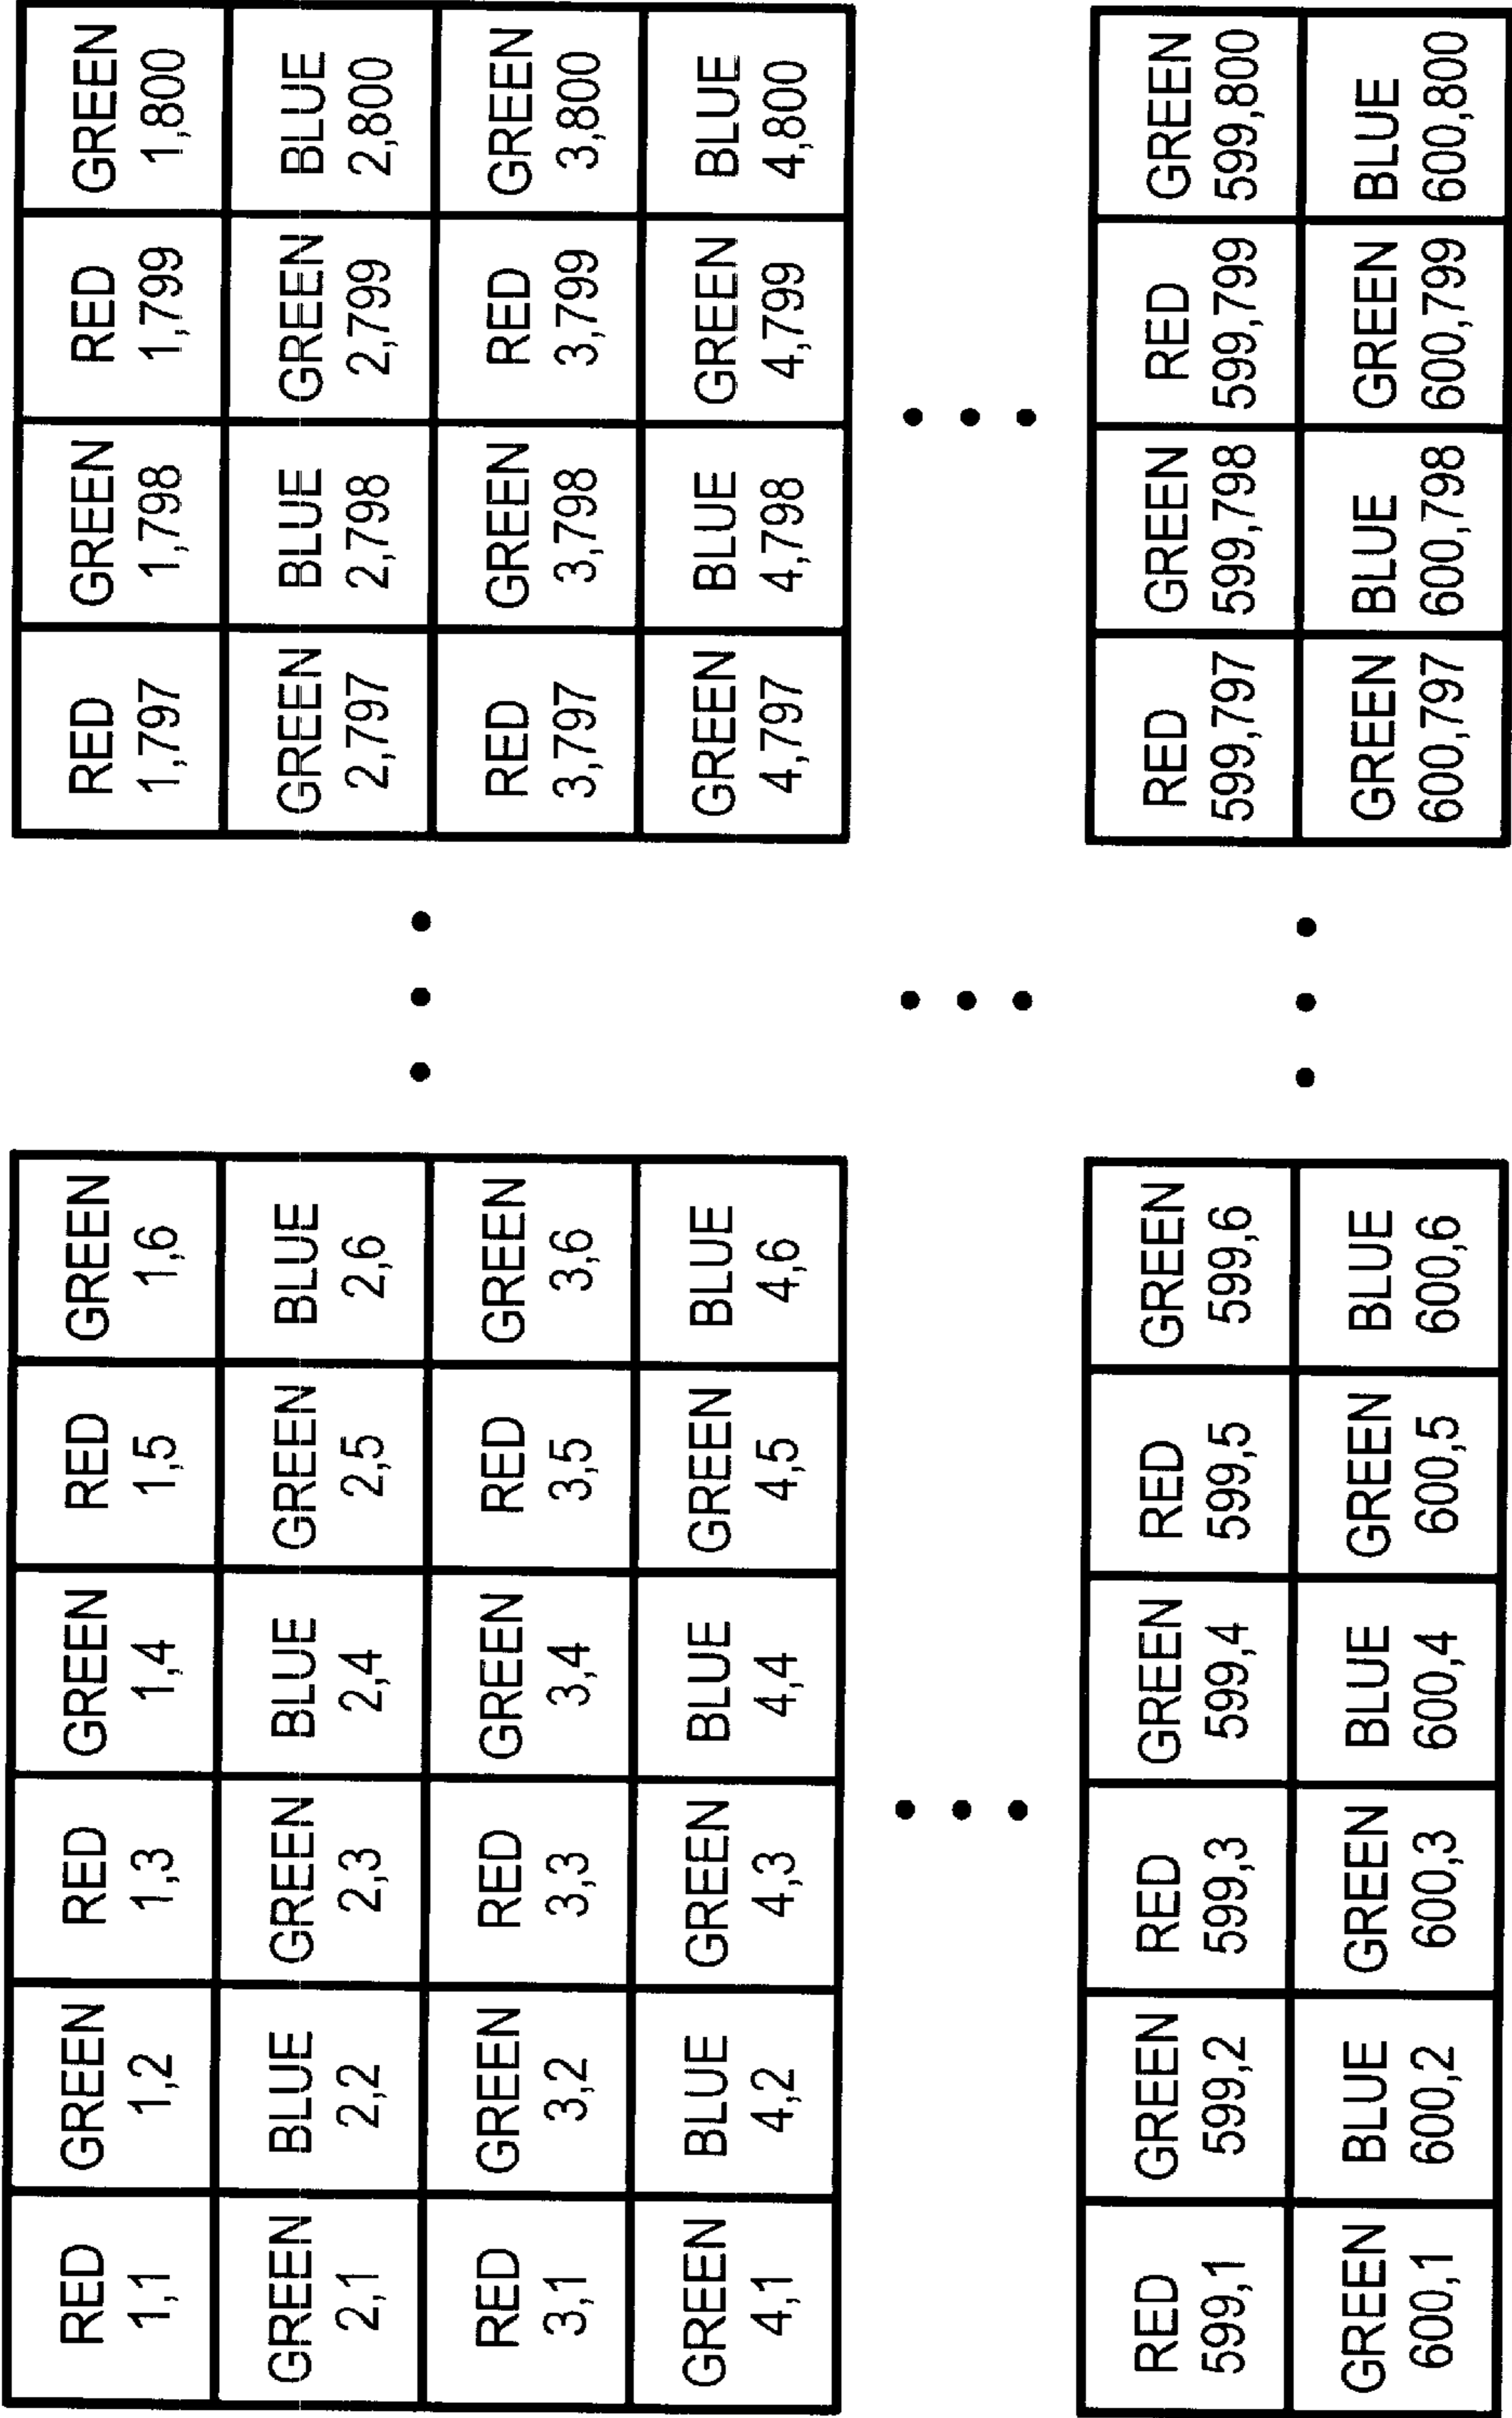 RED GREEN RED GREEN RED GREEN RED GREEN RED GREEN
1,1 1,2 1,3 1,4 1,5 1,6 1,797 1,798 1,799 1,800
GREEN BLUE GREEN BLUE GREEN BLUE GREEN BLUE GREEN BLUE
2,1 2,2 2,3 2,4 2,5 2,6 2,797 2,798 2,799 2,800
RED GREEN RED GREEN RED GREEN RED GREEN RED GREEN
3,1 3,2 3,3 3,4 3,5 3,6 3,797 3,798 3,799 3,800
GREEN BLUE GREEN BLUE GREEN BLUE GREEN BLUE GREEN BLUE
4,1 4,2 4,3 4,4 4,5 4,6 4,797 4,798 4,799 4,800
RED GREEN RED GREEN RED GREEN RED GREEN RED GREEN
599,1 599,2 599,3 599,4 599,5 599,6 599,797 599,798 599,799 599,800
GREEN BLUE GREEN BLUE GREEN BLUE GREEN BLUE GREEN BLUE
600,1 600,2 600,3 600,4 600,5 600,6 600,797 600,798 600,799 600,800